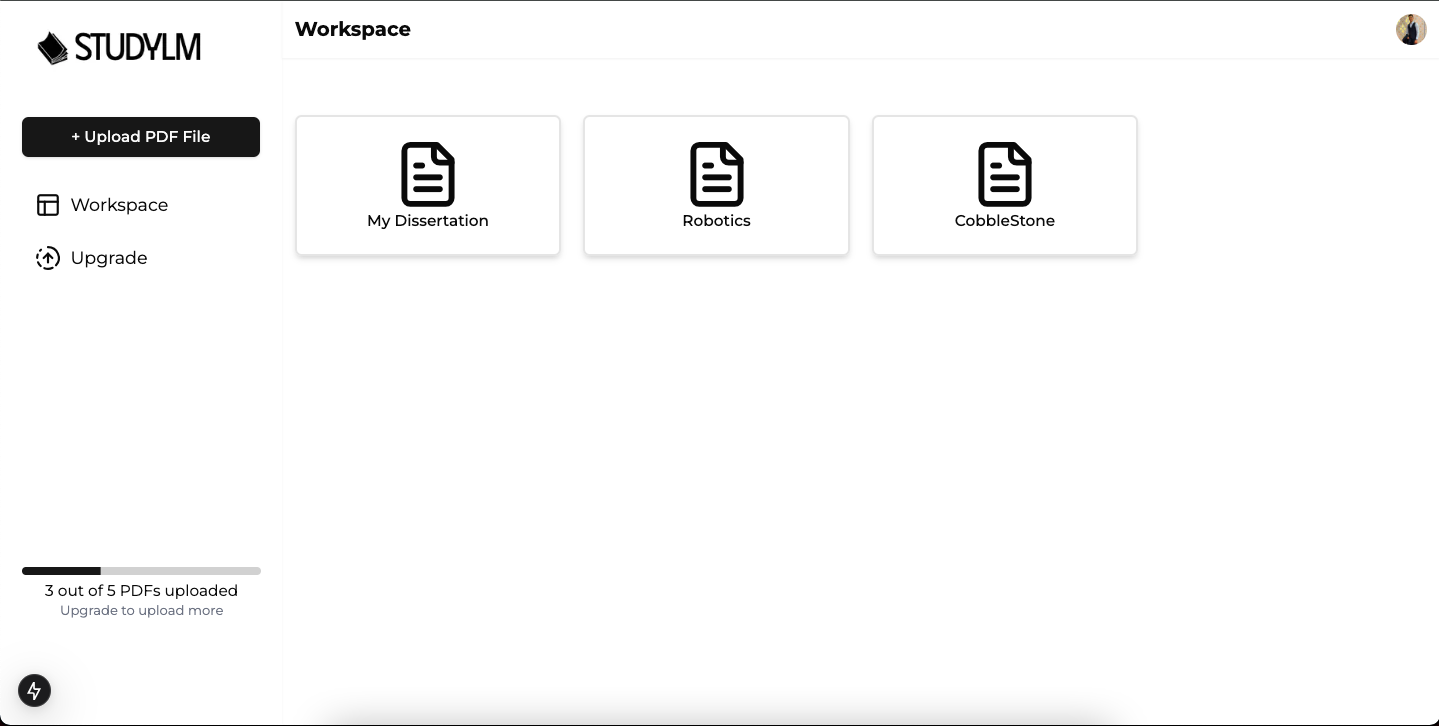 STUDYLM
Workspace
+ Upload PDF File
Workspace
Upgrade
My Dissertation
Robotics
CobbleStone
3 out of 5 PDFs uploaded
Upgrade to upload more